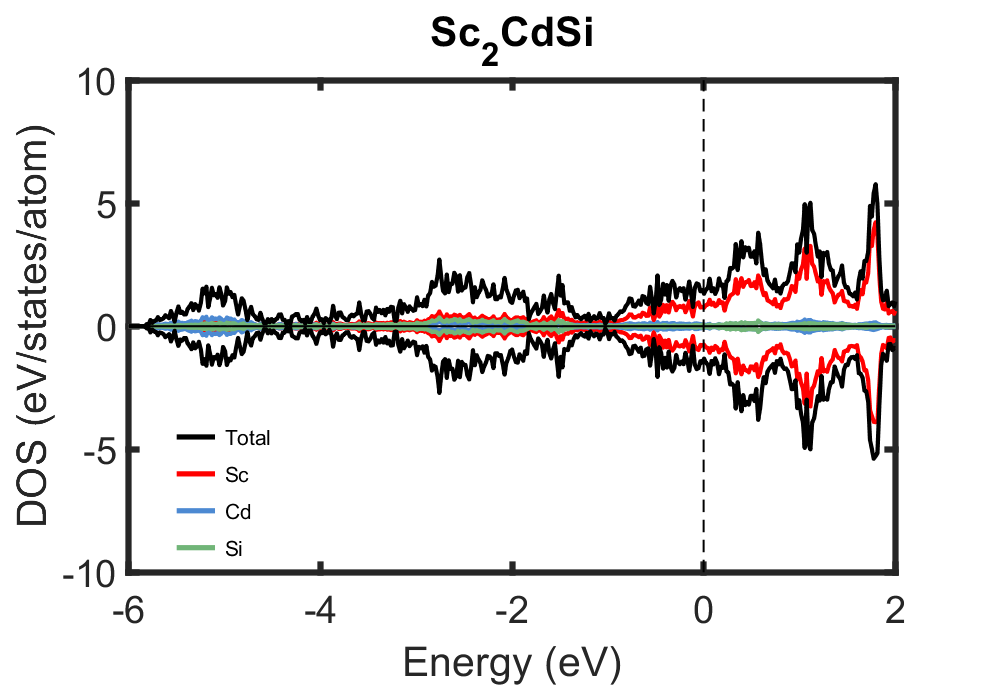 Sc₂CdSi
10
5
0
-5
-10
DOS (eV/states/atom)
Total
Sc
Cd
Si
-6 -4 -2 0 2
Energy (eV)